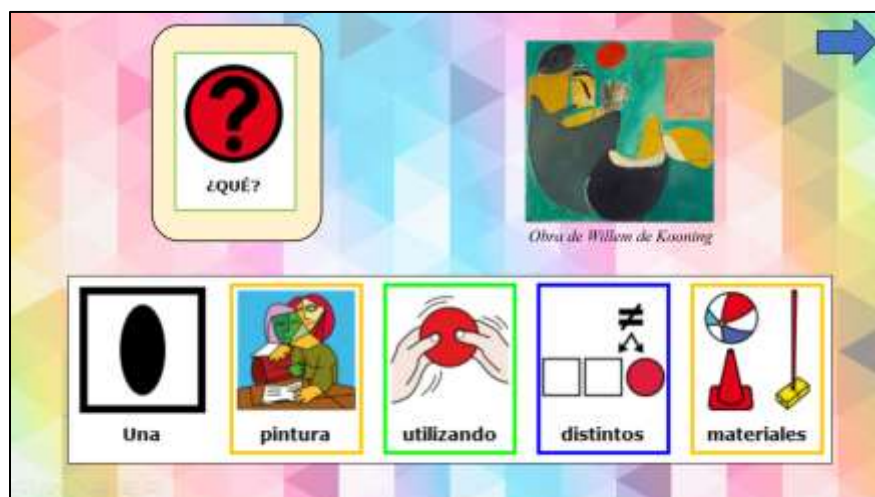 ¿QUÉ?
Obra de Willem de Kooning
Una pintura utilizando distintos materiales